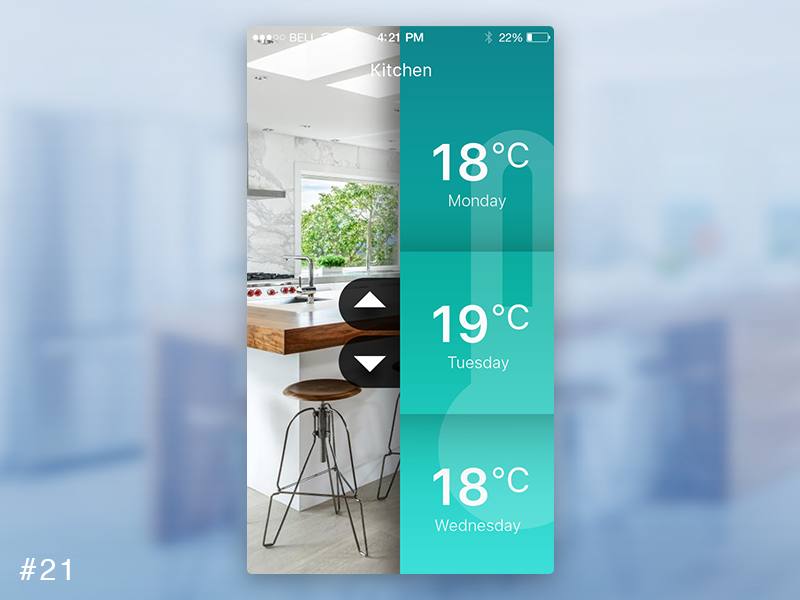 BELL 4:21 PM 22%
Kitchen
18°C
Monday
19°C
Tuesday
18°C
Wednesday
#21